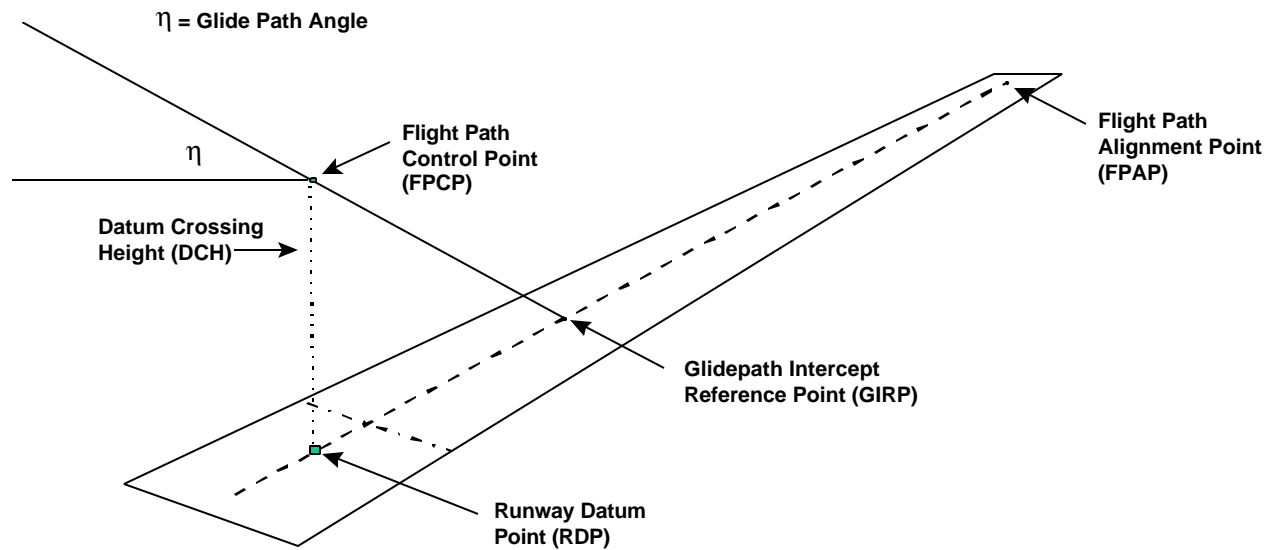 η = Glide Path Angle
Flight Path
Control Point
(FPCP)
Flight Path
Alignment Point
(FPAP)
η
Datum Crossing
Height (DCH)
Glidepath Intercept
Reference Point (GIRP)
Runway Datum
Point (RDP)